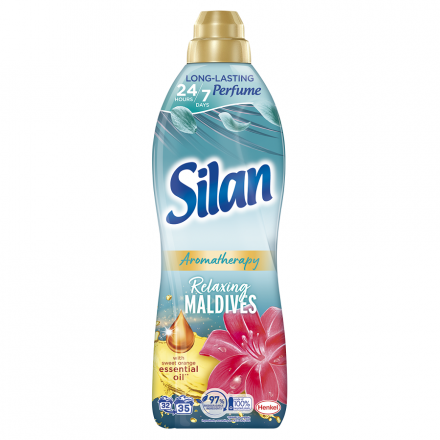 LONG-LASTING
24/7 Perfume
HOURS DAYS
Silan
Aromatherapy
Relaxing
MALDIVES
with
sweet orange
essential
oil
32 35
97%
100%
Henkel